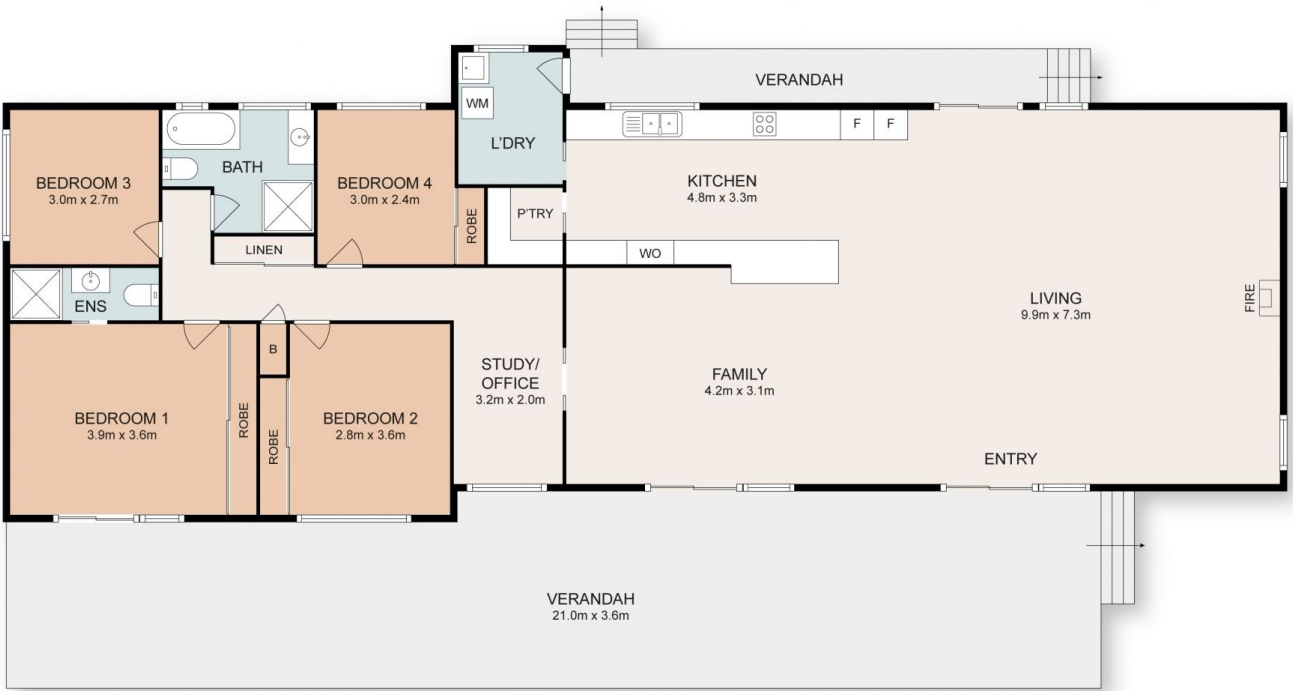 VERANDAH
WM
L'DRY
F
F
BATH
BEDROOM 3
3.0m x 2.7m
BEDROOM 4
3.0m x 2.4m
KITCHEN
4.8m x 3.3m
P'TRY
ROBE
LINEN
WO
ENS
LIVING
9.9m x 7.3m
FIRE
B
STUDY/
OFFICE
3.2m x 2.0m
FAMILY
4.2m x 3.1m
BEDROOM 1
3.9m x 3.6m
ROBE
ROBE
BEDROOM 2
2.8m x 3.6m
ENTRY
VERANDAH
21.0m x 3.6m